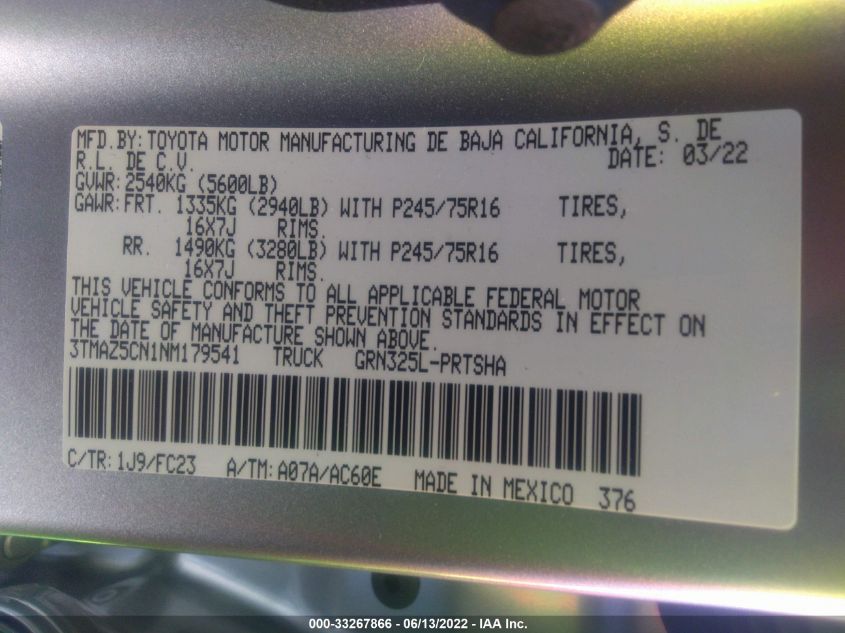 MFD.BY:TOYOTA MOTOR MANUFACTURING DE BAJA CALIFORNIA, S. DE
R.L. DE C.V. DATE: 03/22
GVWR:2540KG (5600LB)
GAWR:FRT. 1335KG (2940LB) WITH P245/75R16 TIRES,
16X7J RIMS.
RR. 1490KG (3280LB) WITH P245/75R16 TIRES,
16X7J RIMS.
THIS VEHICLE CONFORMS TO ALL APPLICABLE FEDERAL MOTOR
VEHICLE SAFETY AND THEFT PREVENTION STANDARDS IN EFFECT ON
THE DATE OF MANUFACTURE SHOWN ABOVE.
3TMAZ5CN1NM179541 TRUCK GRN325L-PRTSHA
C/TR: 1J9/FC23 A/TM: A07A/AC60E MADE IN MEXICO 376
000-33267866 - 06/13/2022 - IAA Inc.